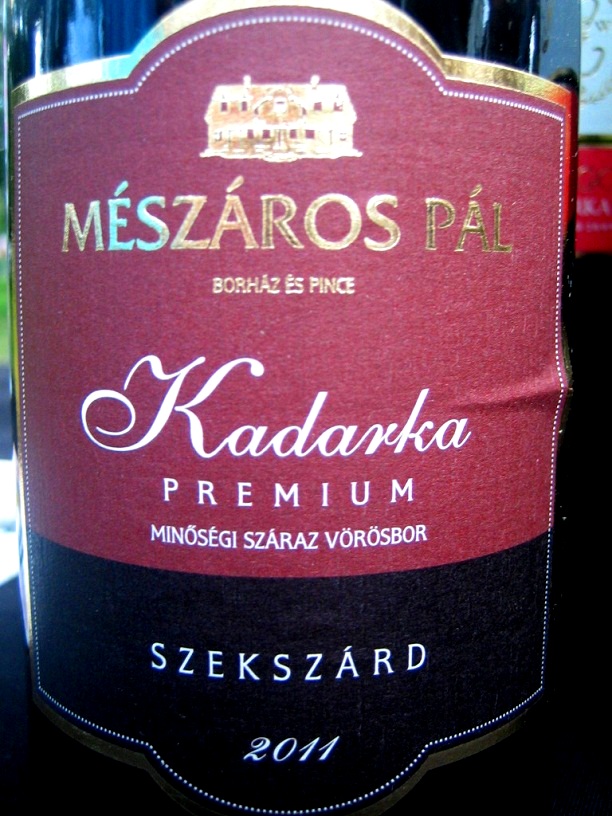 MÉSZÁROS PÁL
BORHÁZ ÉS PINCE
Kadarka
PREMIUM
MINŐSÉGI SZÁRAZ VÖRÖSBOR
SZEKSZÁRD
2011